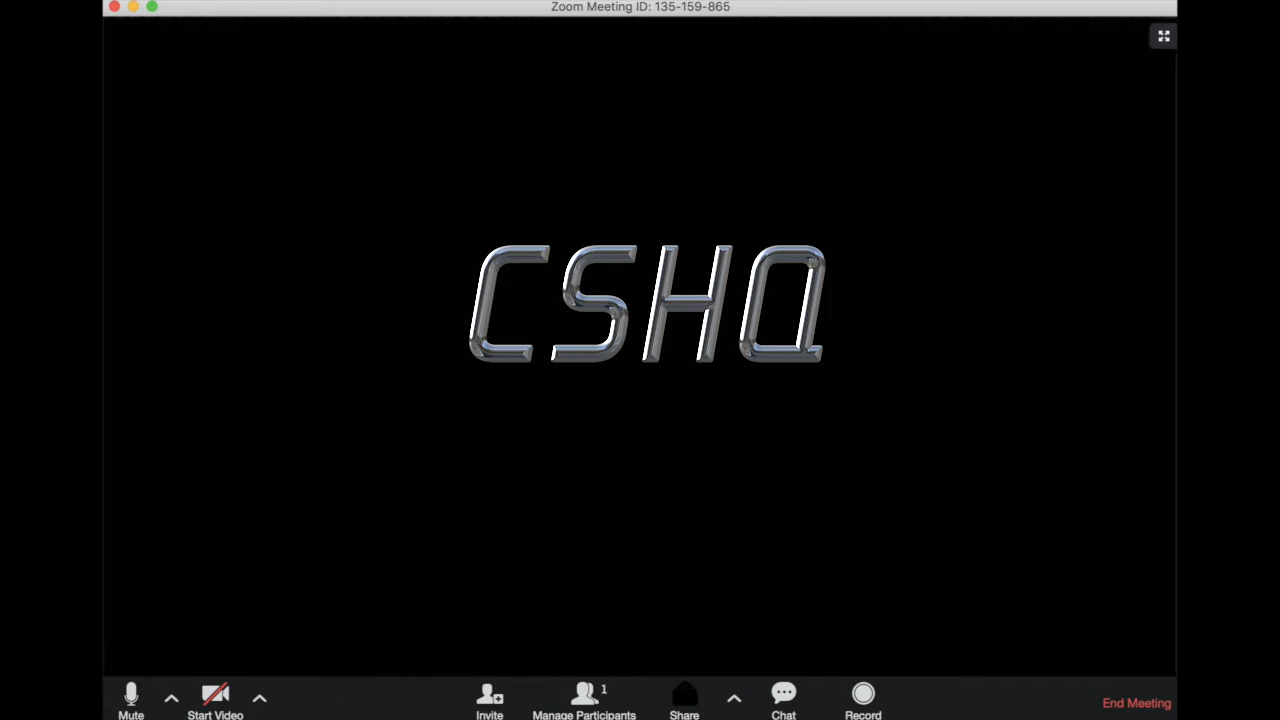 Zoom Meeting ID: 135-159-865
CSHQ
Mute
Start Video
Invite
1
Manage Participants
Share
Chat
Record
End Meeting